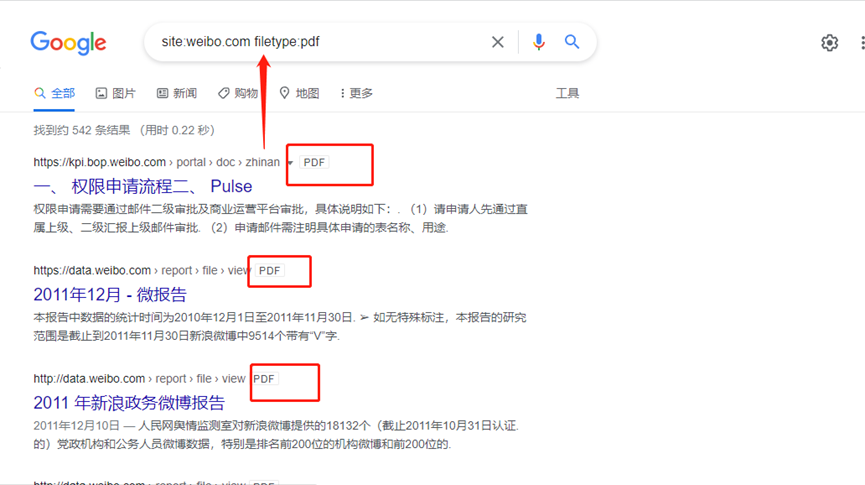 Google
site:weibo.com filetype:pdf
全部 图片 新闻 购物 地图 更多 工具
找到约 542 条结果 （用时 0.22 秒）
https://kpi.bop.weibo.com › portal › doc › zhinan PDF
一、 权限申请流程二、 Pulse
权限申请需要通过邮件二级审批及商业运营平台审批，具体说明如下：. （1）请申请人先通过直
属上级、二级汇报上级邮件审批. （2）申请邮件需注明具体申请的表名称、用途.
https://data.weibo.com › report › file › view PDF
2011年12月 - 微报告
本报告中数据的统计时间为2010年12月1日至2011年11月30日. ➢ 如无特殊标注，本报告的研究
范围是截止到2011年11月30日新浪微博中9514个带有“V”字.
http://data.weibo.com › report › file › view PDF
2011 年新浪政务微博报告
2011年12月10日 — 人民网舆情监测室对新浪微博提供的18132个（截止2011年10月31日认证.
的）党政机构和公务人员微博数据，特别是排名前200位的机构微博和前200位的.
http://data.weibo.com › report › file › view PDF